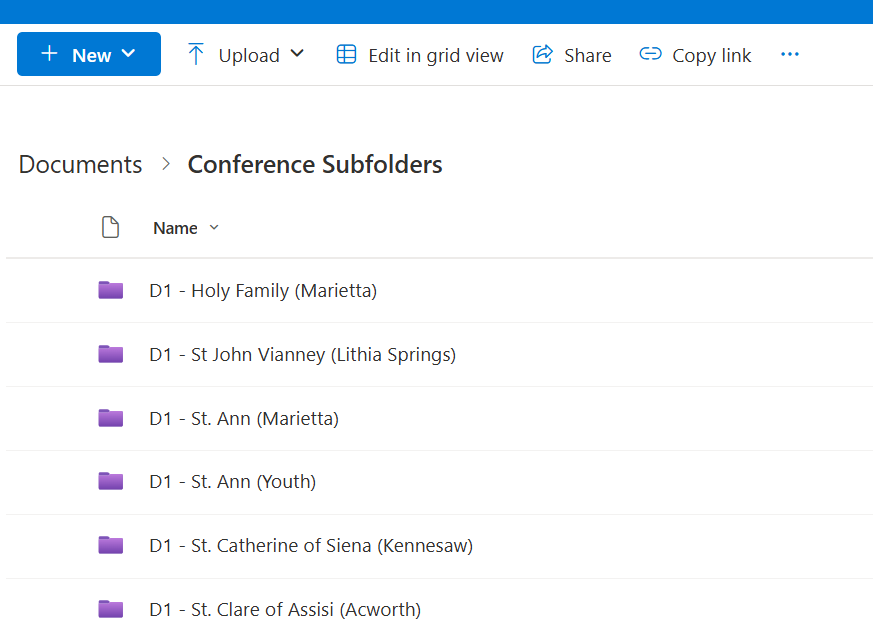 New Upload Edit in grid view Share Copy link
Documents > Conference Subfolders
Name
D1 - Holy Family (Marietta)
D1 - St John Vianney (Lithia Springs)
D1 - St. Ann (Marietta)
D1 - St. Ann (Youth)
D1 - St. Catherine of Siena (Kennesaw)
D1 - St. Clare of Assisi (Acworth)